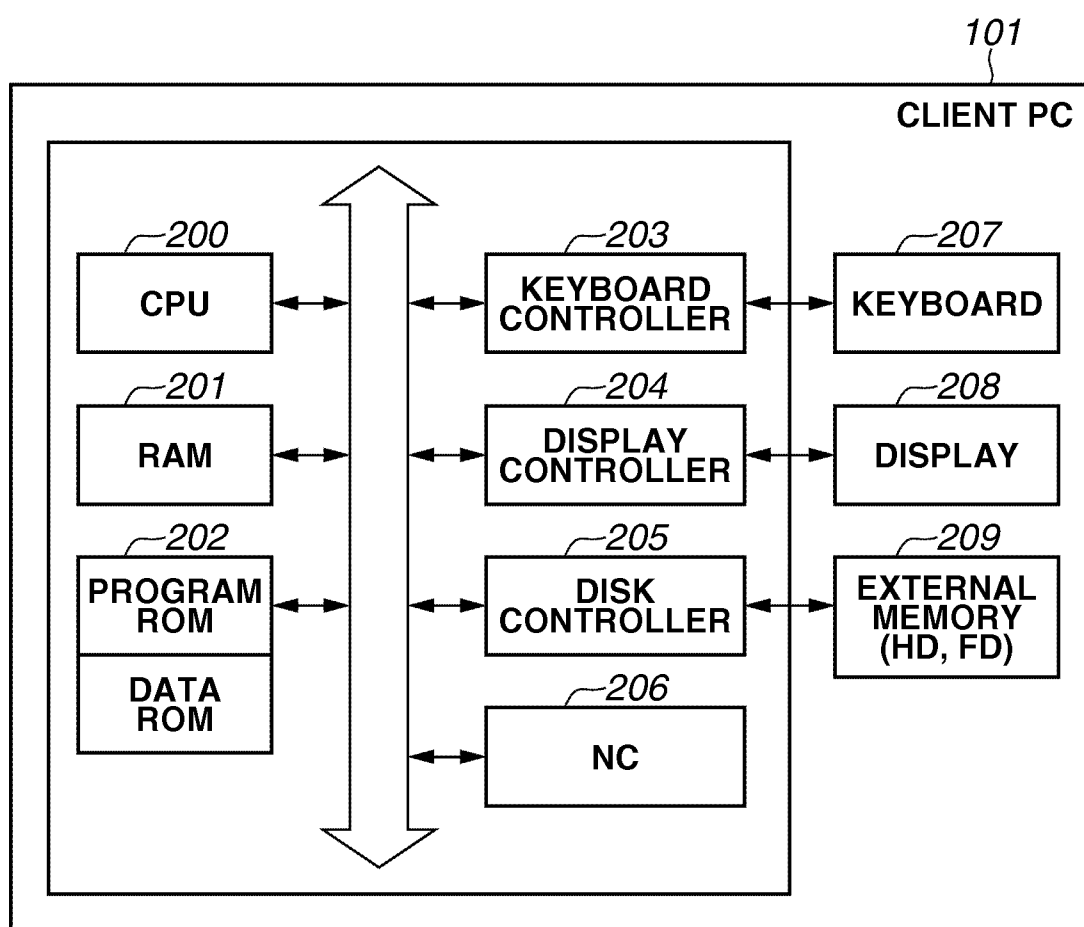 101
CLIENT PC
200
CPU
203
KEYBOARD
CONTROLLER
207
KEYBOARD
201
RAM
204
DISPLAY
CONTROLLER
208
DISPLAY
202
PROGRAM
ROM
DATA
ROM
205
DISK
CONTROLLER
209
EXTERNAL
MEMORY
(HD, FD)
206
NC